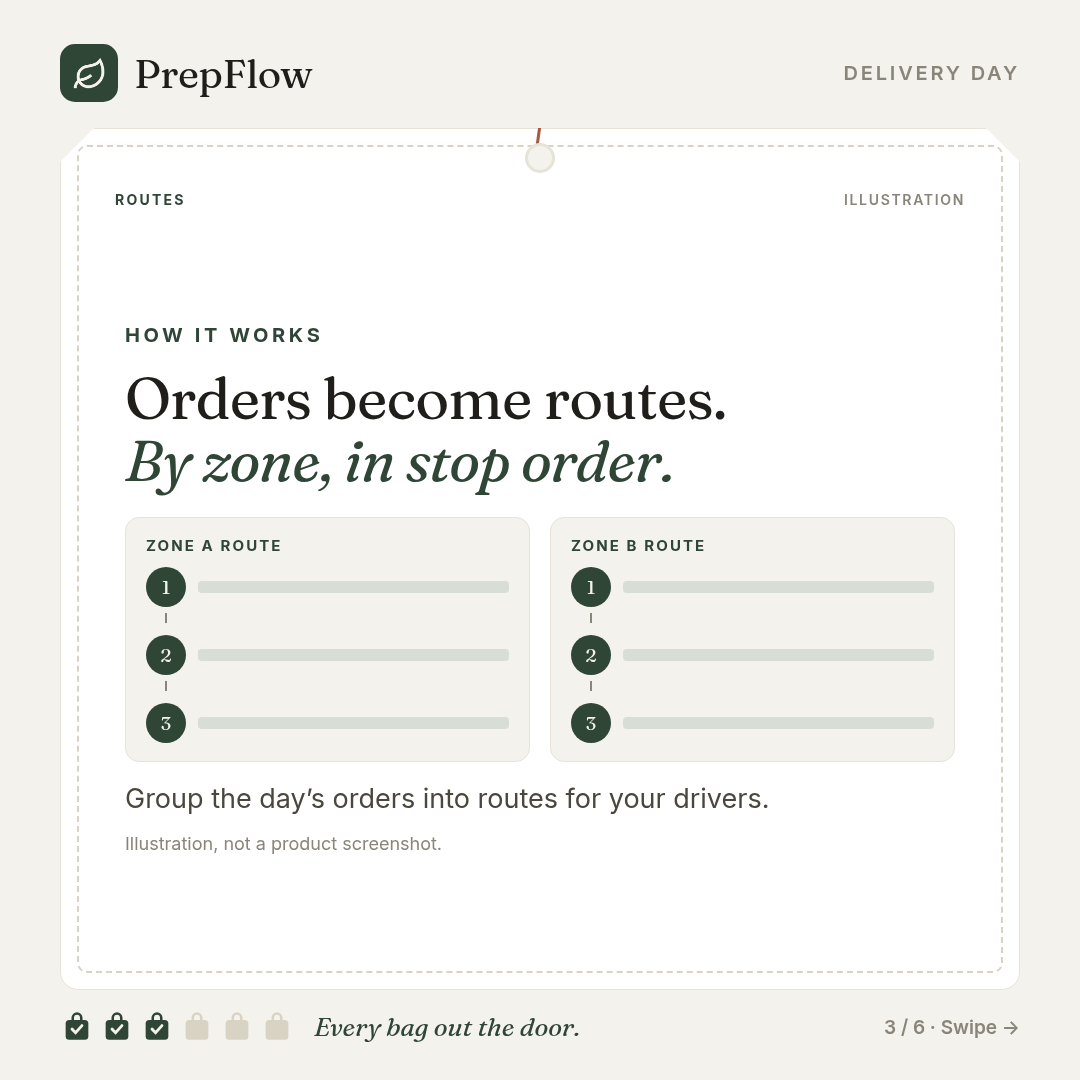 PrepFlow
DELIVERY DAY
ROUTES
ILLUSTRATION
HOW IT WORKS
Orders become routes.
By zone, in stop order.
ZONE A ROUTE
1
2
3
ZONE B ROUTE
1
2
3
Group the day’s orders into routes for your drivers.
Illustration, not a product screenshot.
Every bag out the door.
3 / 6 · Swipe →